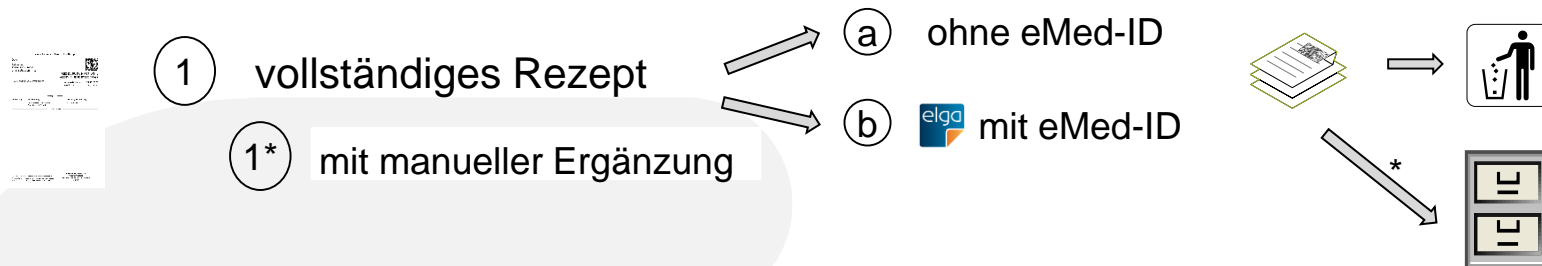 1 vollständiges Rezept
a ohne eMed-ID
b elga mit eMed-ID
1* mit manueller Ergänzung
*